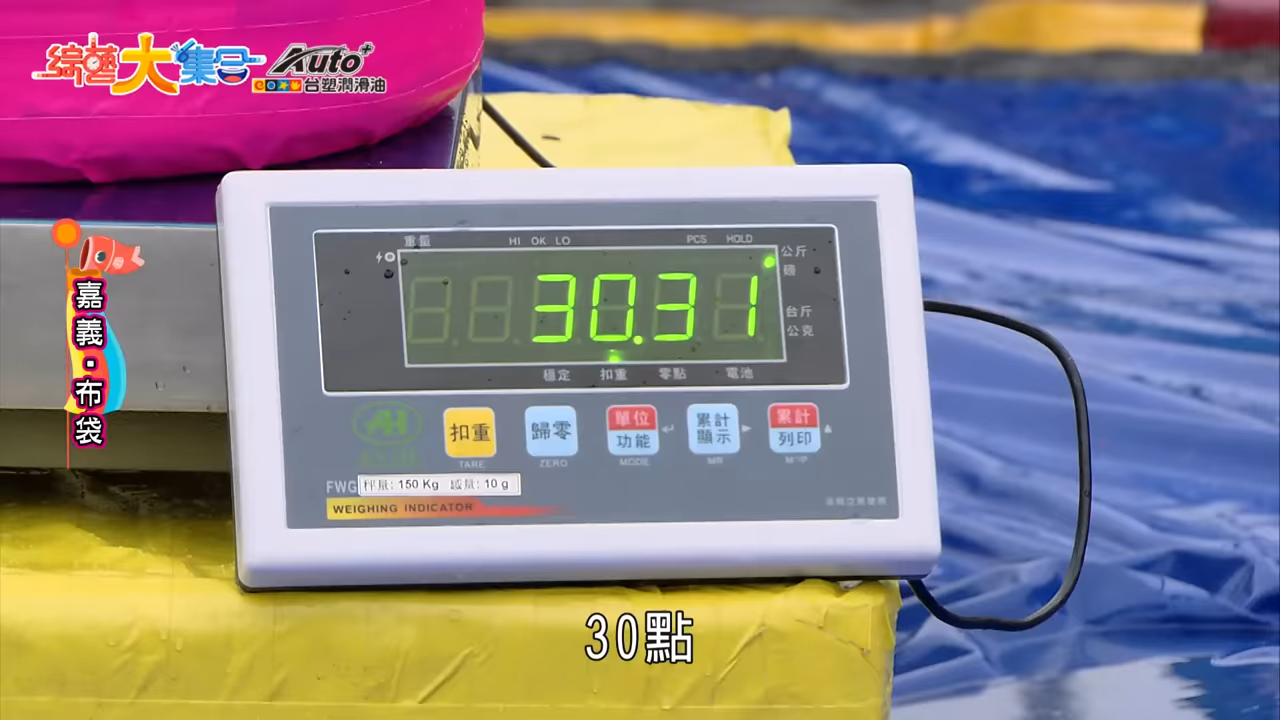 綜藝大集合
Auto+
台塑潤滑油
嘉義·布袋
重量 HI OK LO PCS HOLD
公斤
磅
30.31
台斤
公克
穩定 扣重 零點 電池
扣重 歸零 單位 功能 累計 顯示 累計 列印
TARE ZERO MODE MR
FWG 秤量: 150 Kg 感量: 10 g
WEIGHING INDICATOR
30點